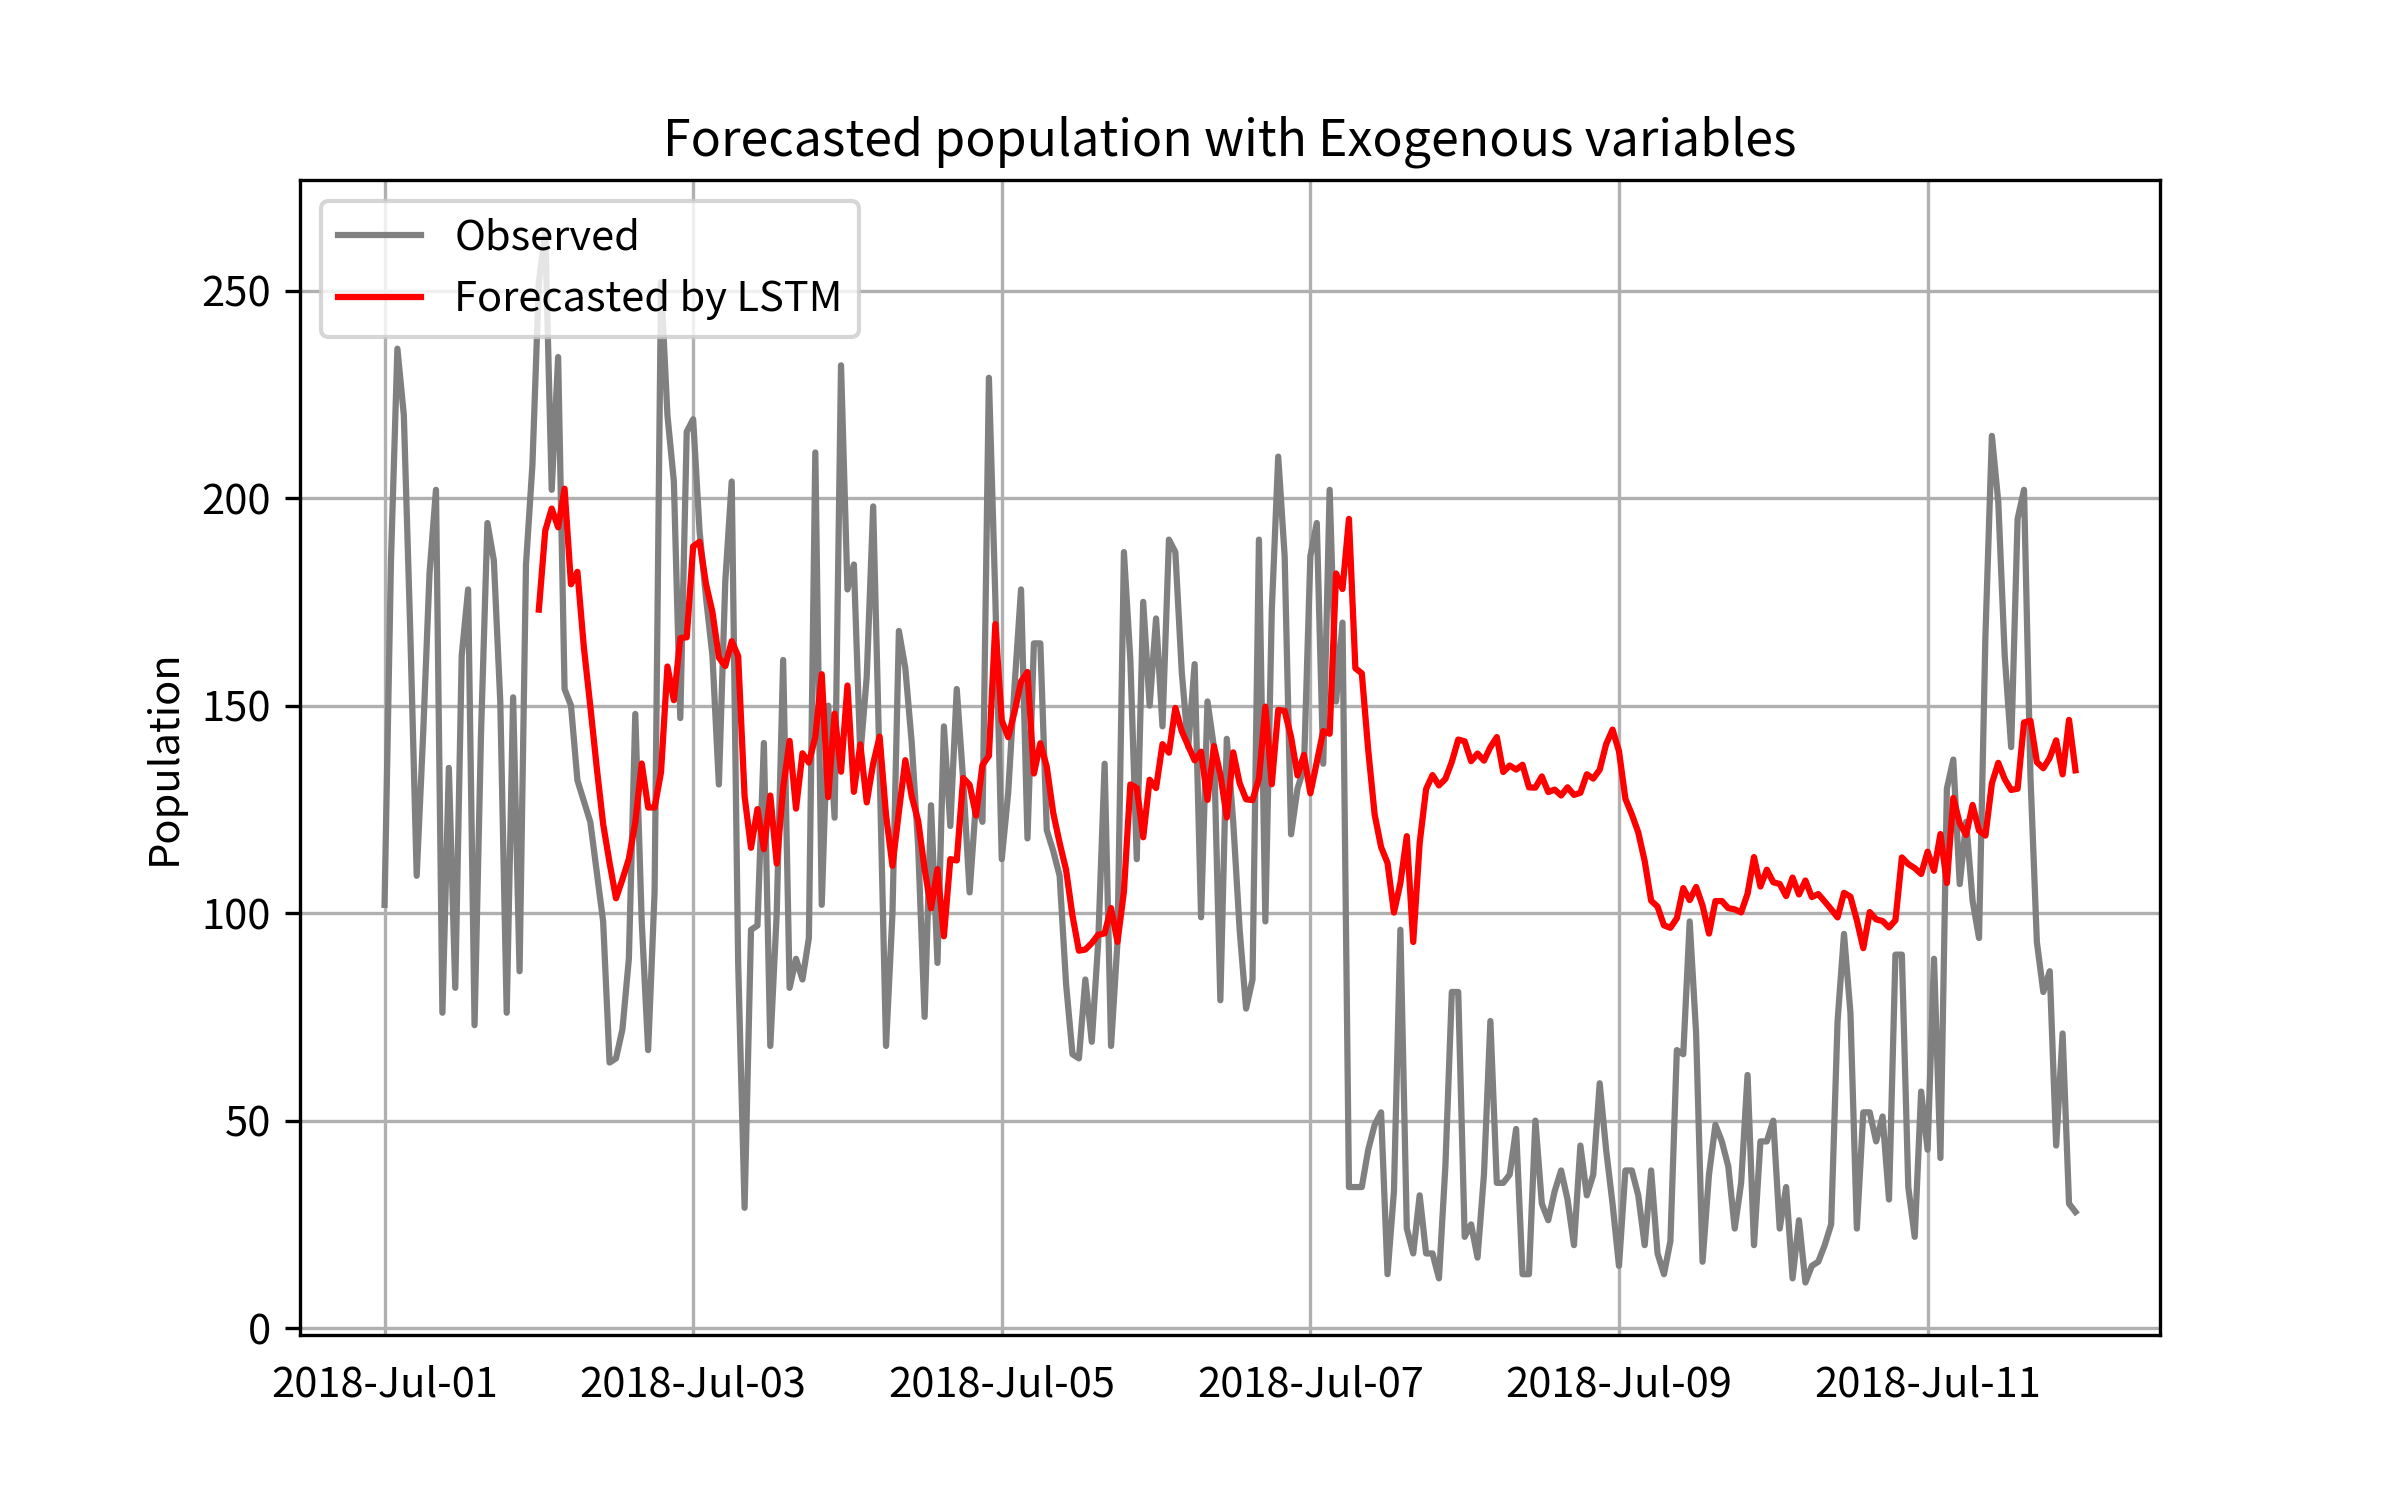 Forecasted population with Exogenous variables
Observed
Forecasted by LSTM
Population
250
200
150
100
50
0
2018-Jul-01 2018-Jul-03 2018-Jul-05 2018-Jul-07 2018-Jul-09 2018-Jul-11